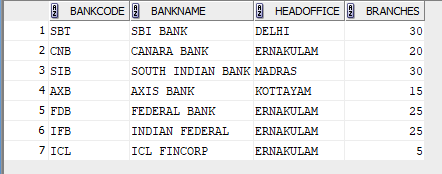 BANKCODE BANKNAME HEADOFFICE BRANCHES
1 SBT SBI BANK DELHI 30
2 CNB CANARA BANK ERNAKULAM 20
3 SIB SOUTH INDIAN BANK MADRAS 30
4 AXB AXIS BANK KOTTAYAM 15
5 FDB FEDERAL BANK ERNAKULAM 25
6 IFB INDIAN FEDERAL ERNAKULAM 25
7 ICL ICL FINCORP ERNAKULAM 5